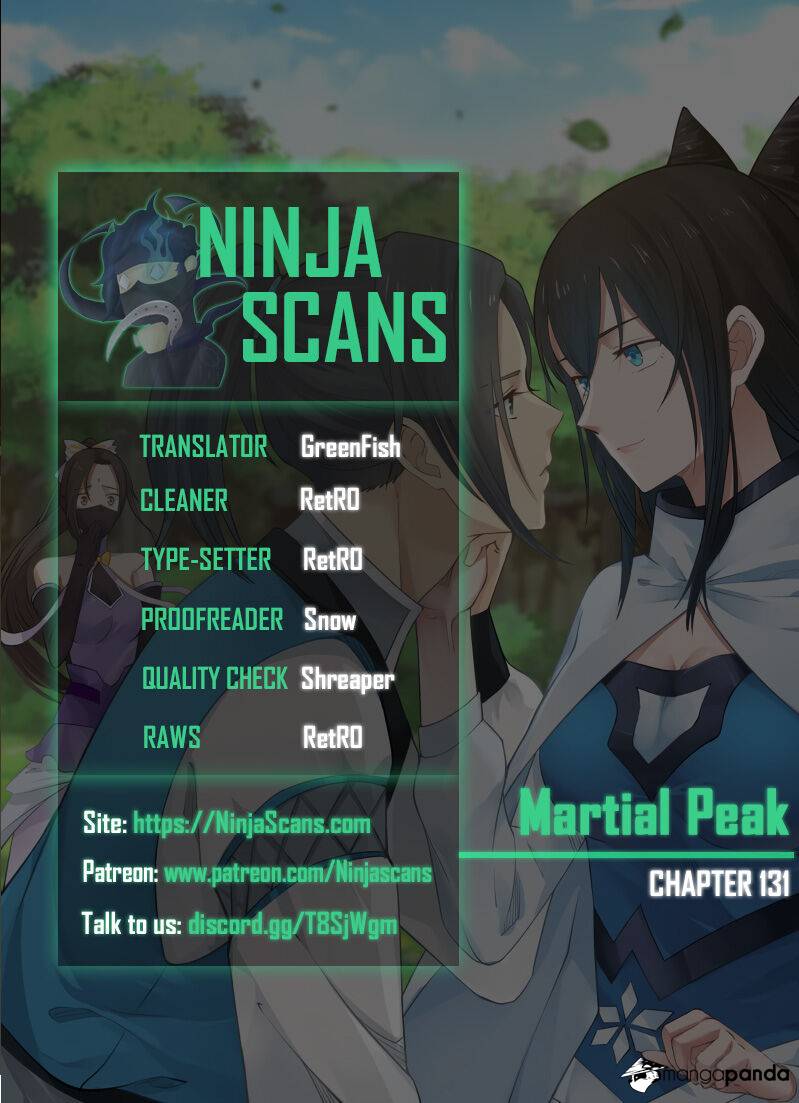 NINJA
SCANS
TRANSLATOR GreenFish
CLEANER RetRO
TYPE-SETTER RetRO
PROOFREADER Snow
QUALITY CHECK Shreaper
RAWS RetRO
Site: https://NinjaScans.com
Patreon: www.patreon.com/Ninjascans
Talk to us: discord.gg/T8SjWgm
Martial Peak
CHAPTER 131
mangapanda